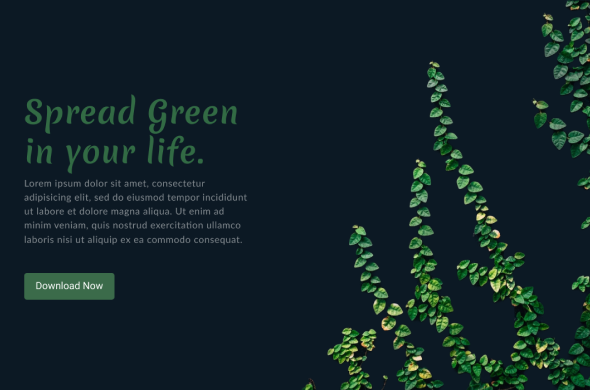 Spread Green
in your life.
Lorem ipsum dolor sit amet, consectetur
adipisicing elit, sed do eiusmod tempor incididunt
ut labore et dolore magna aliqua. Ut enim ad
minim veniam, quis nostrud exercitation ullamco
laboris nisi ut aliquip ex ea commodo consequat.
Download Now